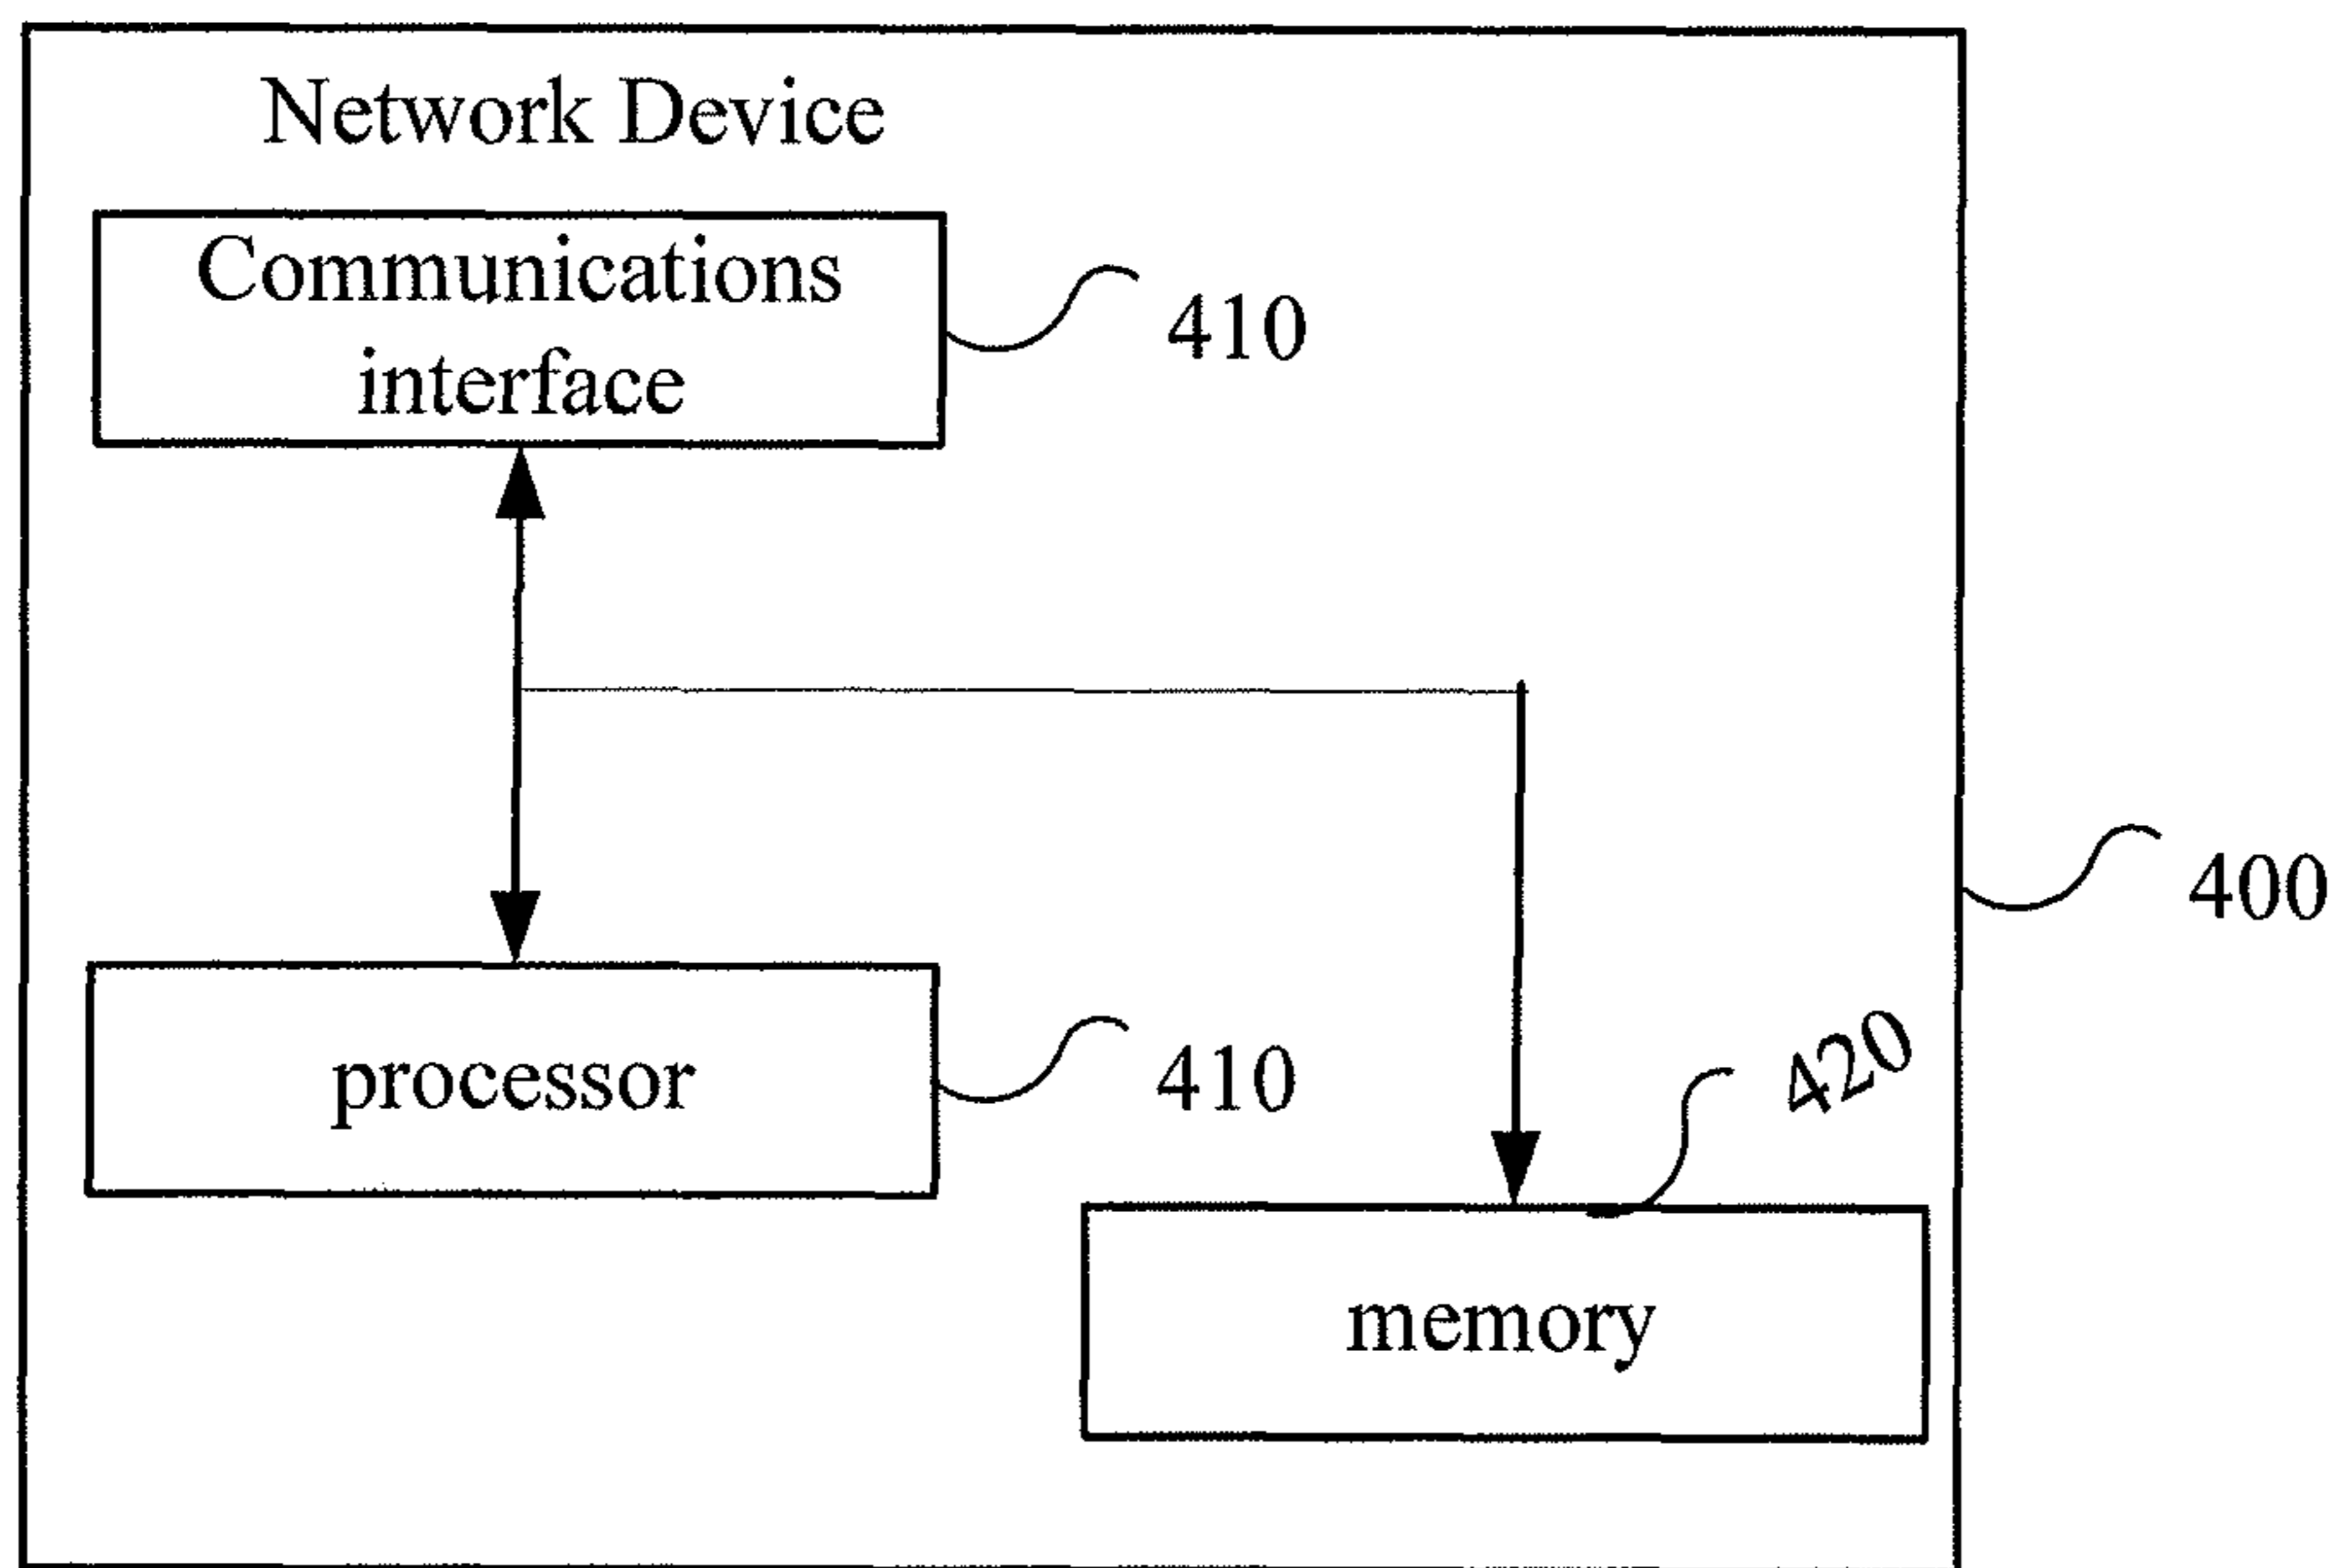 Network Device
Communications
interface
410
400
processor
410
420
memory